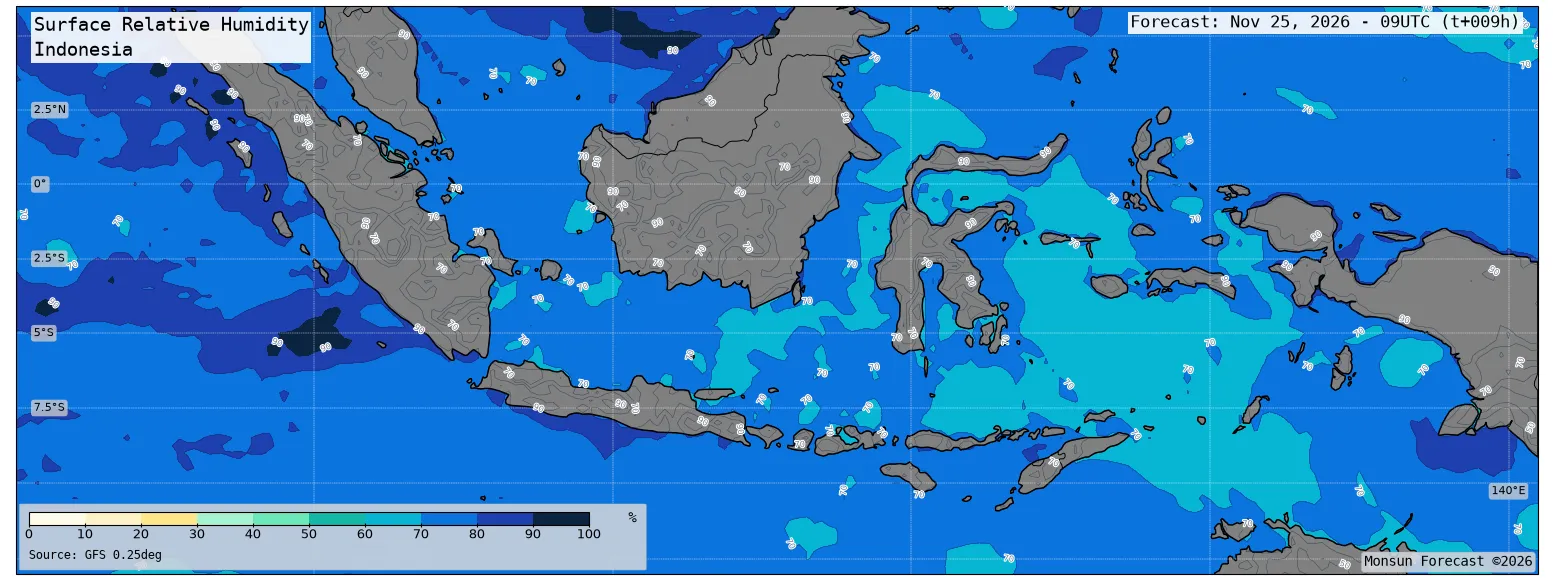 Surface Relative Humidity
Indonesia
Forecast: Nov 25, 2026 - 09UTC (t+009h)
2.5°N
0°
2.5°S
5°S
7.5°S
140°E
%
0 10 20 30 40 50 60 70 80 90 100
Source: GFS 0.25deg
Monsun Forecast ©2026